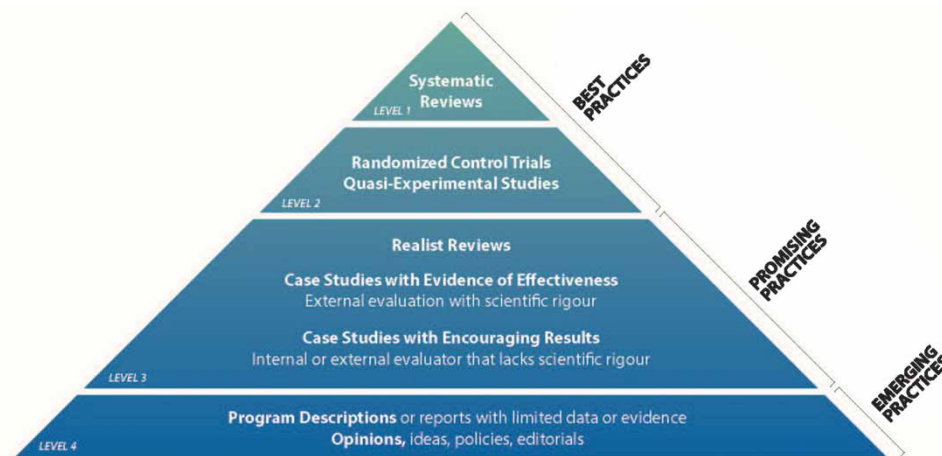 Systematic
Reviews
LEVEL 1
BEST
PRACTICES
Randomized Control Trials
Quasi-Experimental Studies
LEVEL 2
Realist Reviews
Case Studies with Evidence of Effectiveness
External evaluation with scientific rigour
Case Studies with Encouraging Results
Internal or external evaluator that lacks scientific rigour
LEVEL 3
PROMISING
PRACTICES
Program Descriptions or reports with limited data or evidence
Opinions, ideas, policies, editorials
LEVEL 4
EMERGING
PRACTICES